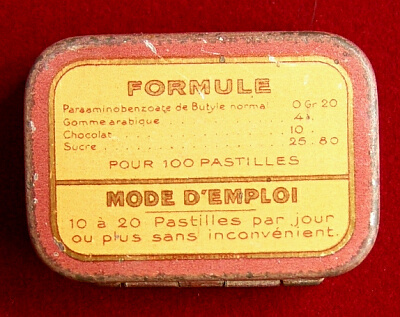 FORMULE
Paraaminobenzoate de Butyle normal 0 Gr 20
Gomme arabique 4.
Chocolat 10.
Sucre 25.80
POUR 100 PASTILLES
MODE D'EMPLOI
10 à 20 Pastilles par jour
ou plus sans inconvénient.